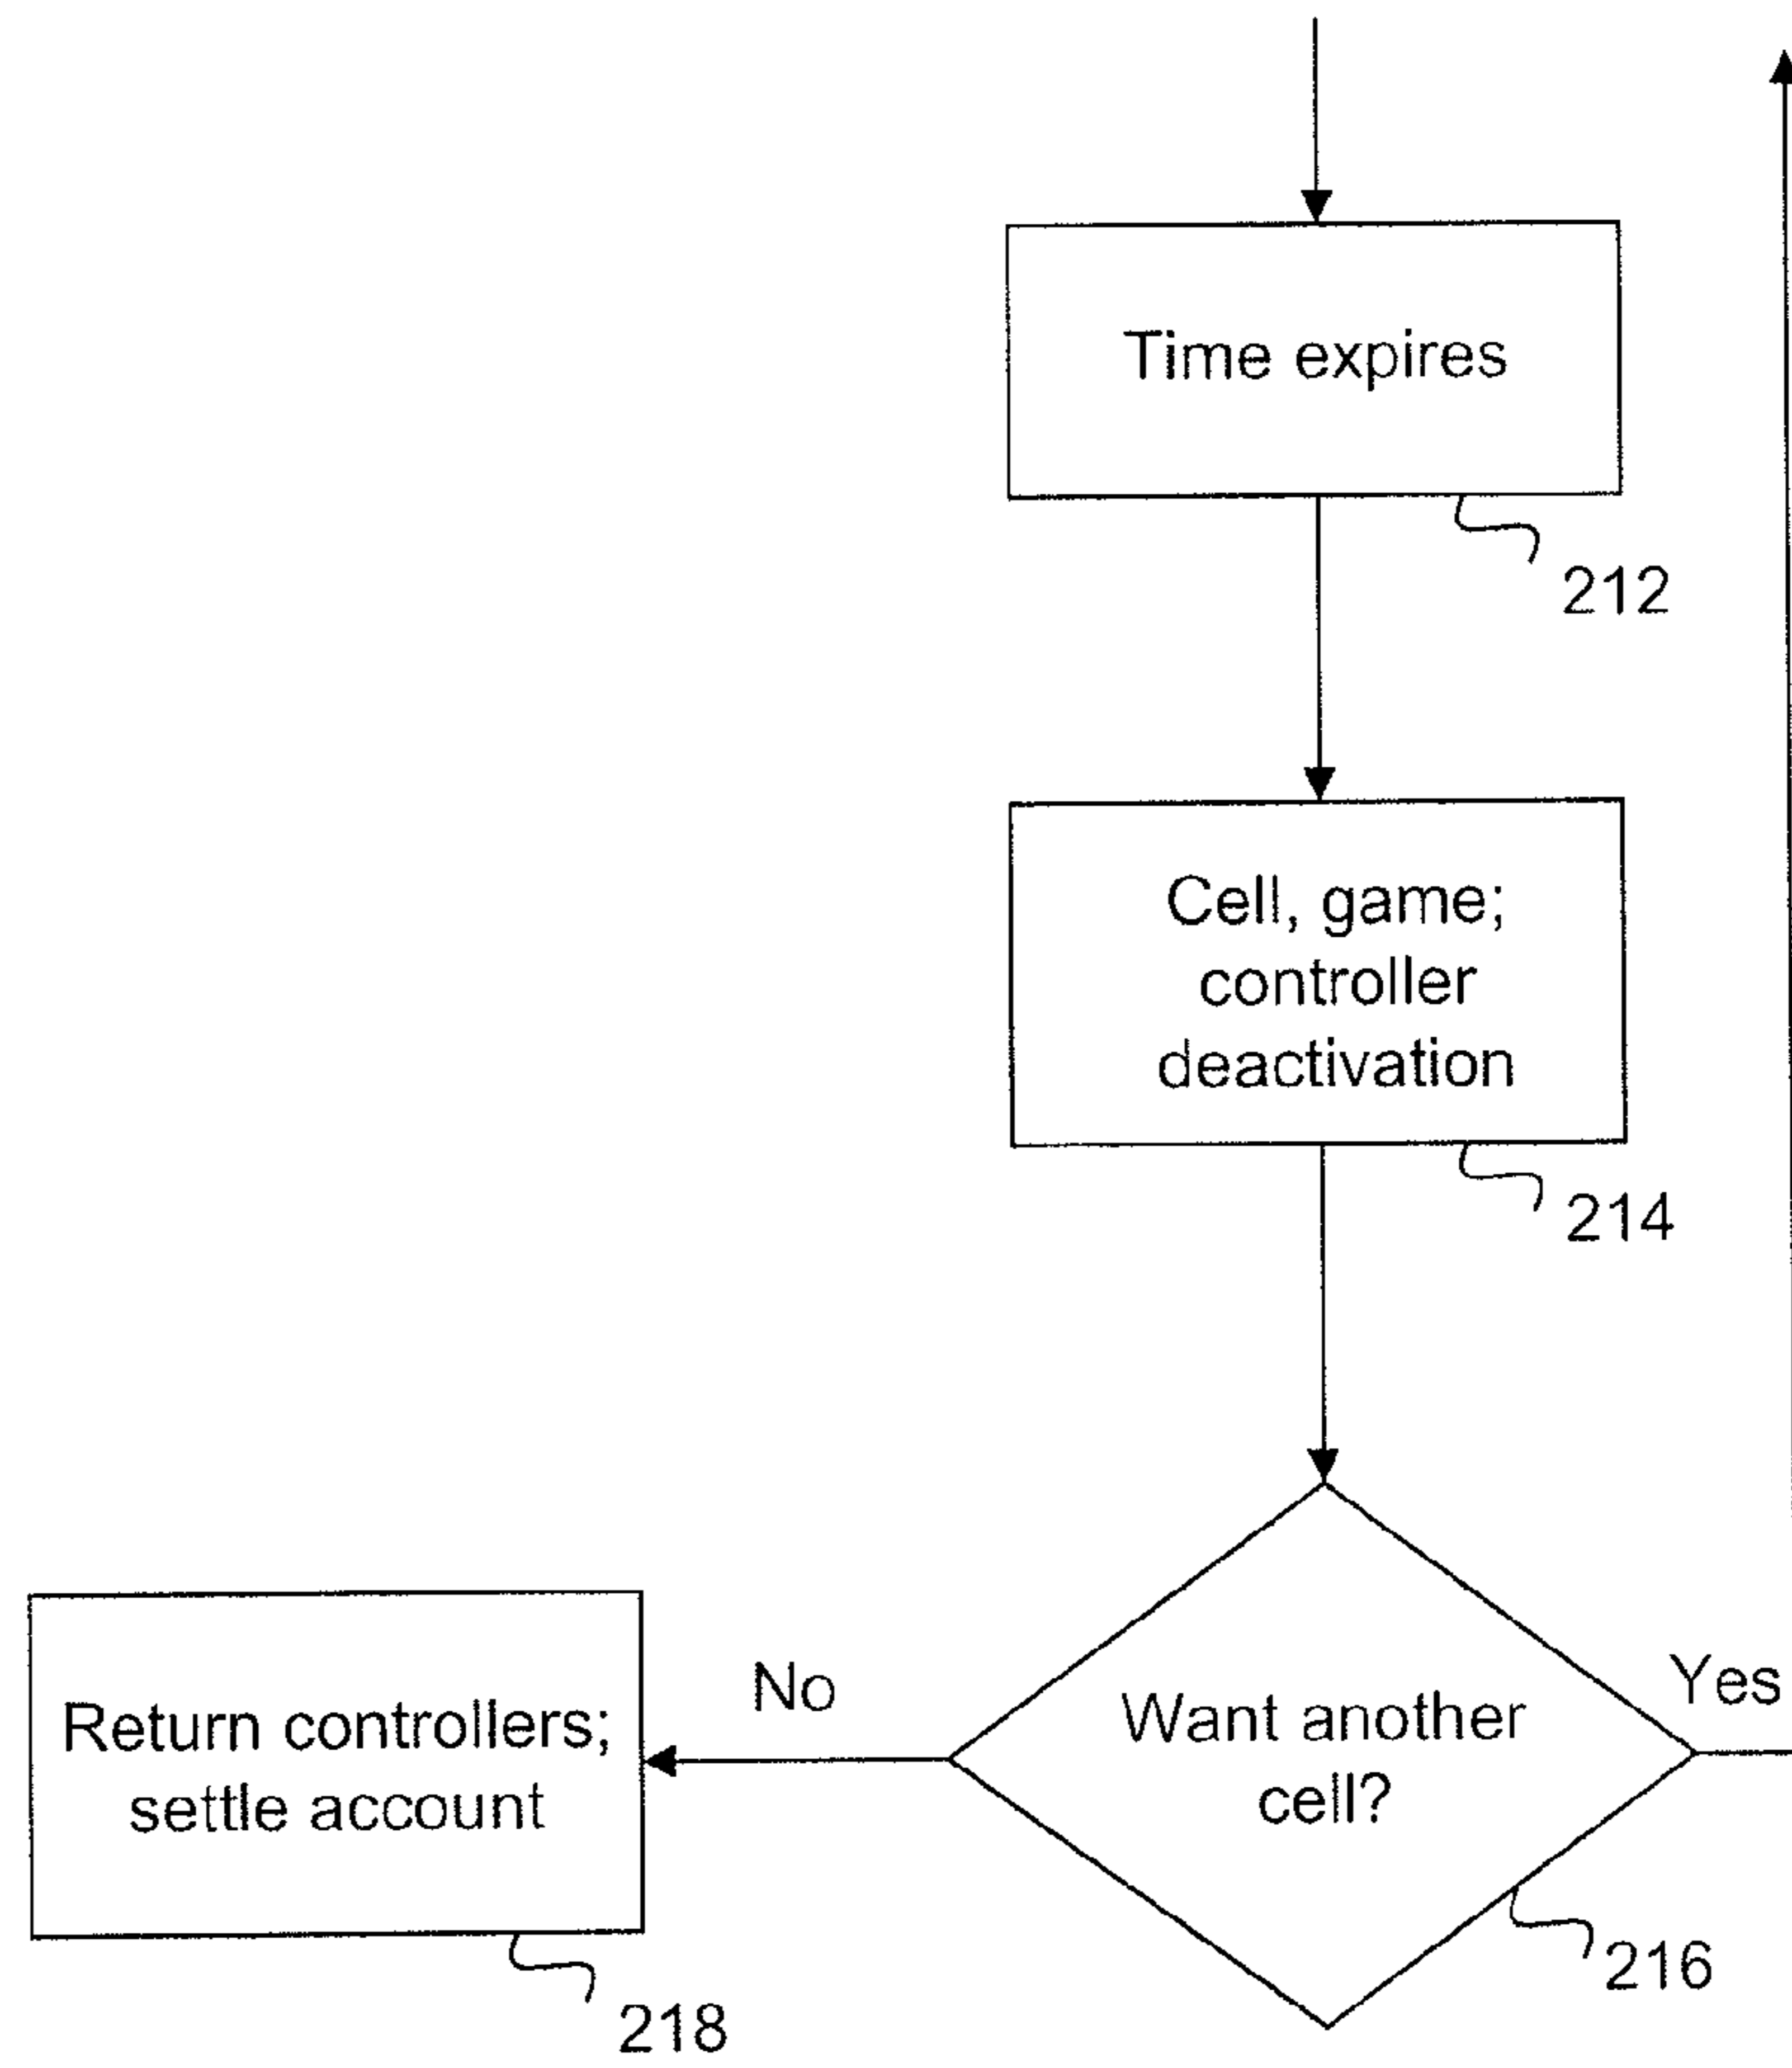 Time expires
212
Cell, game;
controller
deactivation
214
No
Want another
cell?
Yes
Return controllers;
settle account
216
218